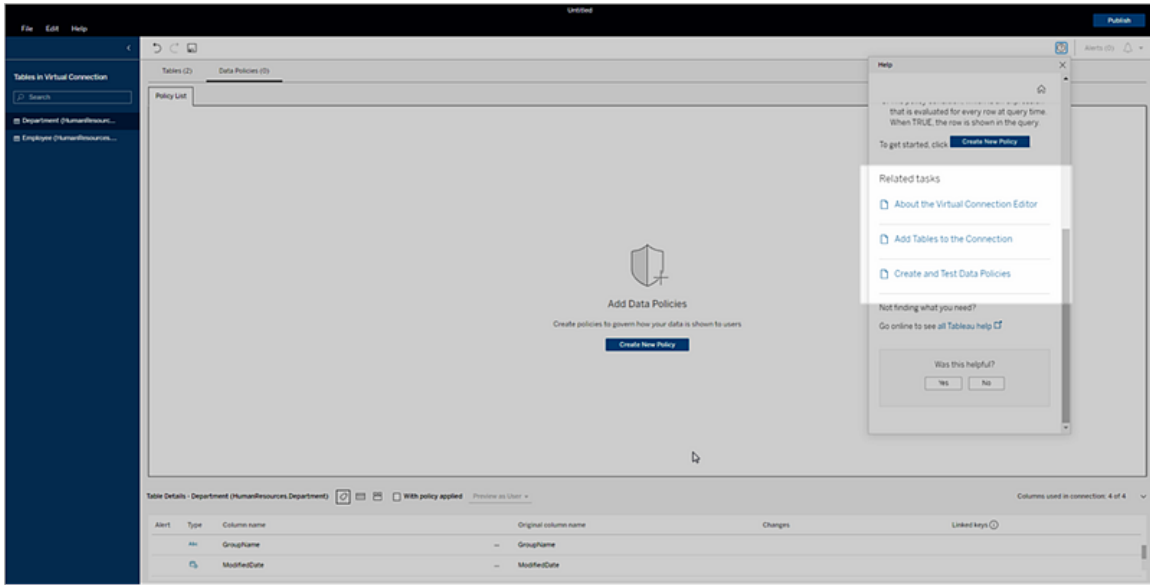 Untitled
File Edit Help
Publish
Alerts (0)
Tables in Virtual Connection
Search
Department (HumanResourc...
Employee (HumanResources....
Tables (2) Data Policies (0)
Policy List
Add Data Policies
Create policies to govern how your data is shown to users
Create New Policy
Help
that is evaluated for every row at query time.
When TRUE, the row is shown in the query.
To get started, click Create New Policy
Related tasks
About the Virtual Connection Editor
Add Tables to the Connection
Create and Test Data Policies
Not finding what you need?
Go online to see all Tableau help
Was this helpful?
Yes No
Table Details - Department (HumanResources.Department) With policy applied Preview as User Columns used in connection: 4 of 4
Alert Type Column name Original column name Changes Linked keys
Abc GroupName GroupName
ModifiedDate ModifiedDate